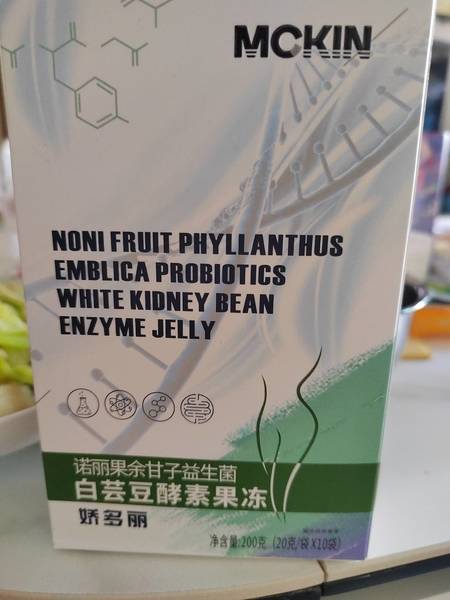 MCKIN
NONI FRUIT PHYLLANTHUS
EMBLICA PROBIOTICS
WHITE KIDNEY BEAN
ENZYME JELLY
诺丽果余甘子益生菌
白芸豆酵素果冻
娇多丽
净含量:200克 (20克/袋X10袋)